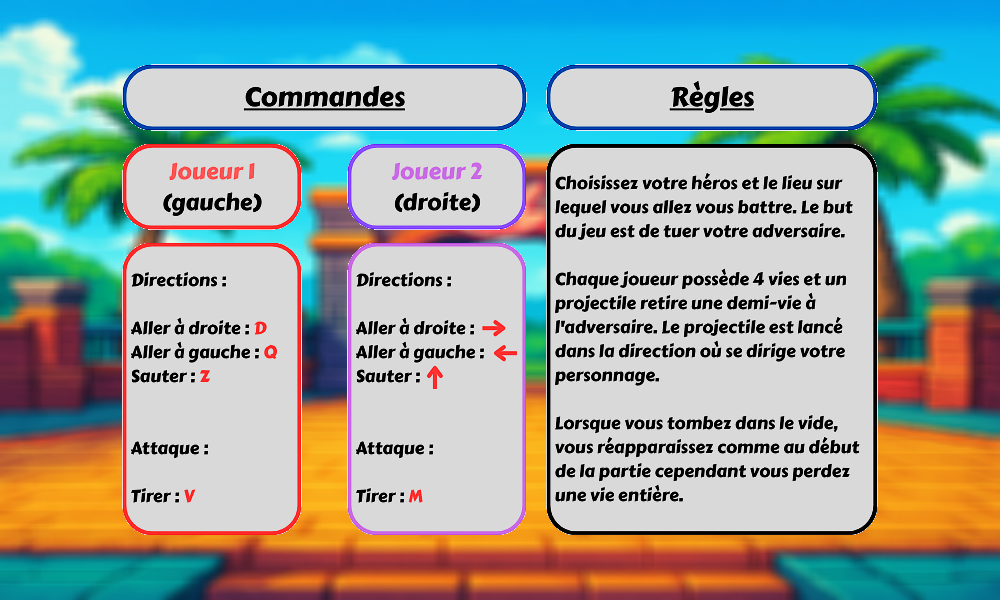 Commandes
Règles
Joueur 1
(gauche)
Joueur 2
(droite)
Directions :
Aller à droite : D
Aller à gauche : Q
Sauter : Z
Attaque :
Tirer : V
Directions :
Aller à droite : →
Aller à gauche : ←
Sauter : ↑
Attaque :
Tirer : M
Choisissez votre héros et le lieu sur
lequel vous allez vous battre. Le but
du jeu est de tuer votre adversaire.
Chaque joueur possède 4 vies et un
projectile retire une demi-vie à
l'adversaire. Le projectile est lancé
dans la direction où se dirige votre
personnage.
Lorsque vous tombez dans le vide,
vous réapparaissez comme au début
de la partie cependant vous perdez
une vie entière.